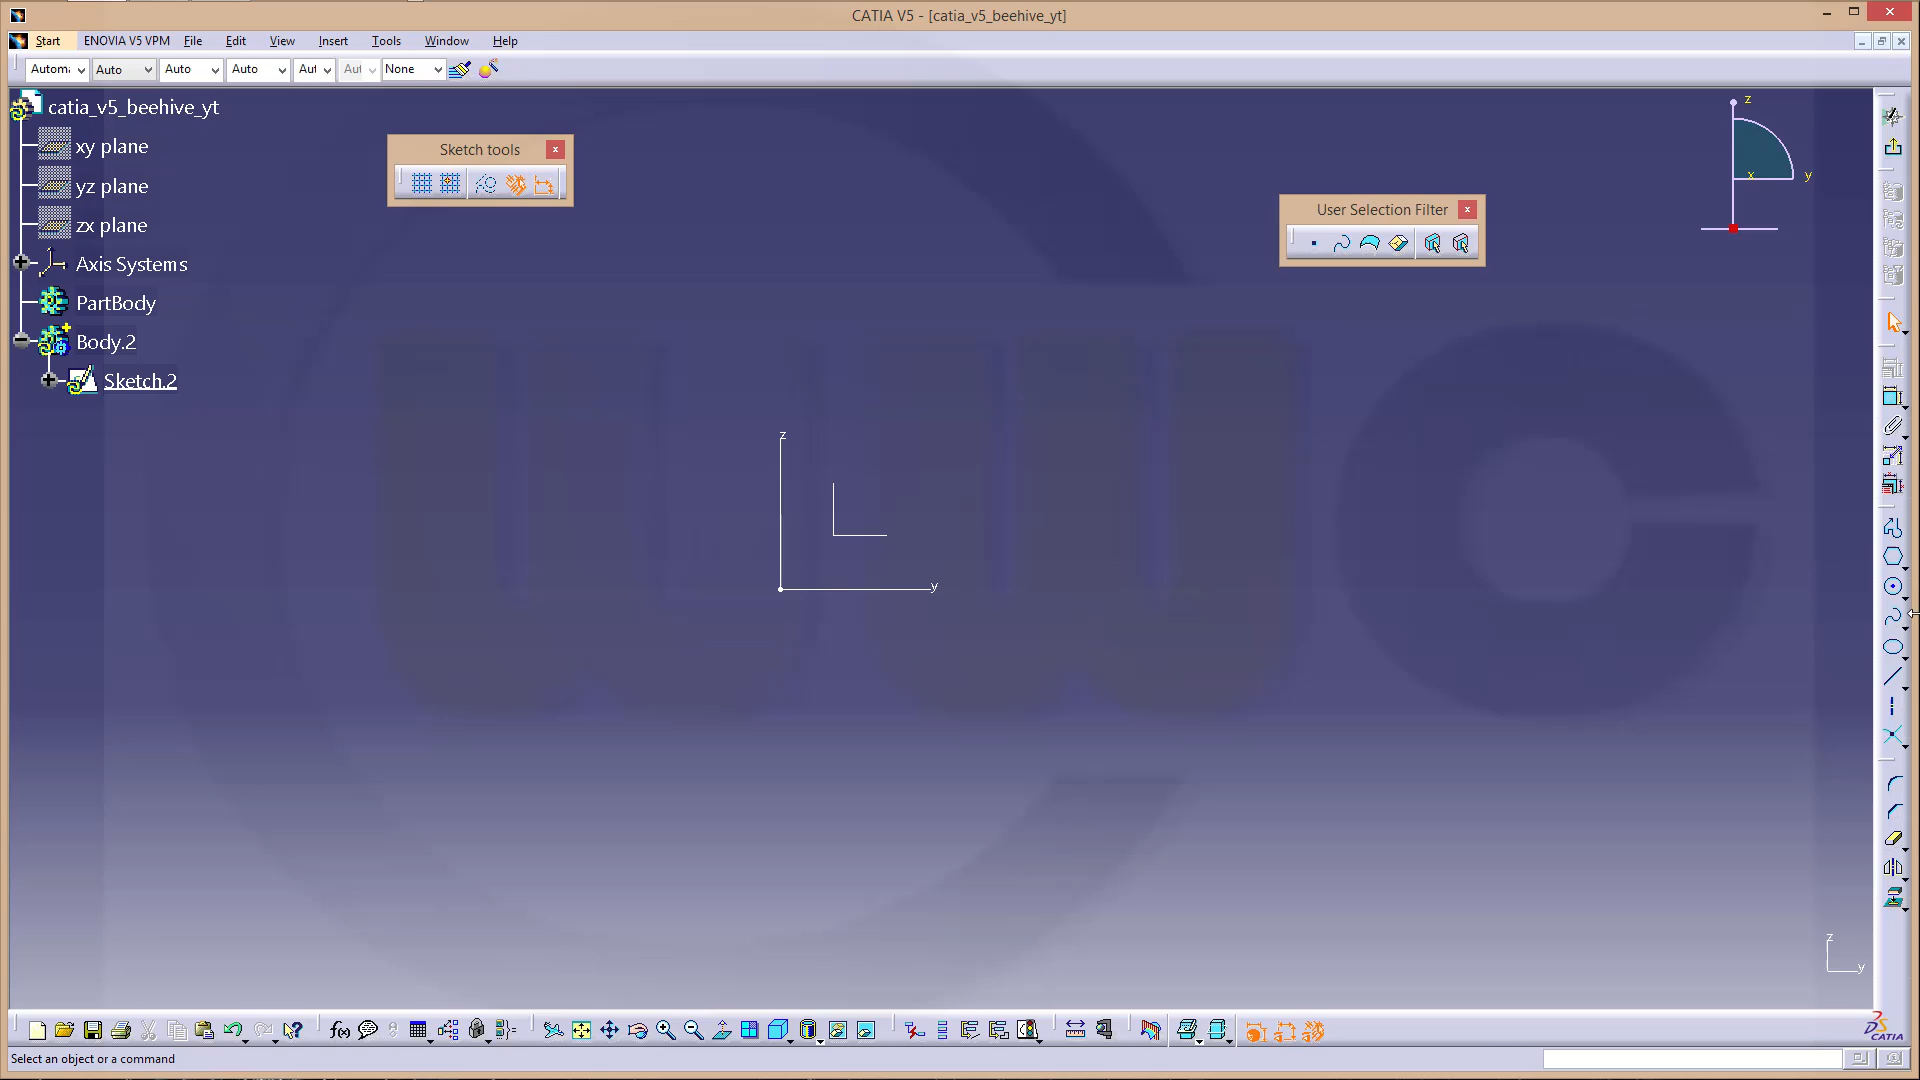 CATIA V5 - [catia_v5_beehive_yt]
Start ENOVIA V5 VPM File Edit View Insert Tools Window Help
Automa Auto Auto Auto Aut Aut None
catia_v5_beehive_yt
xy plane
yz plane
zx plane
Axis Systems
PartBody
Body.2
Sketch.2
Sketch tools
User Selection Filter
z
x
y
z
y
z
y
CATIA
Select an object or a command